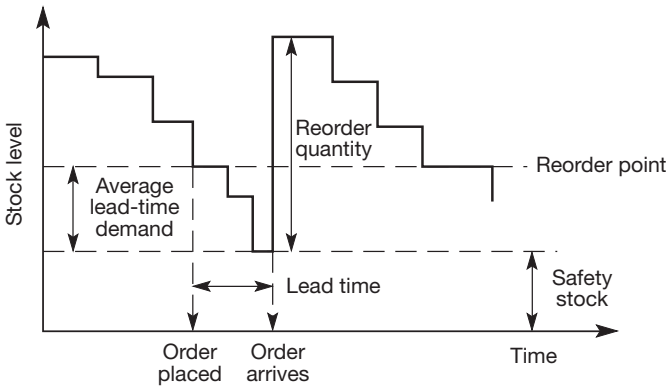 Stock level
Reorder
quantity
Reorder point
Average
lead-time
demand
Lead time
Safety
stock
Order
placed
Order
arrives
Time